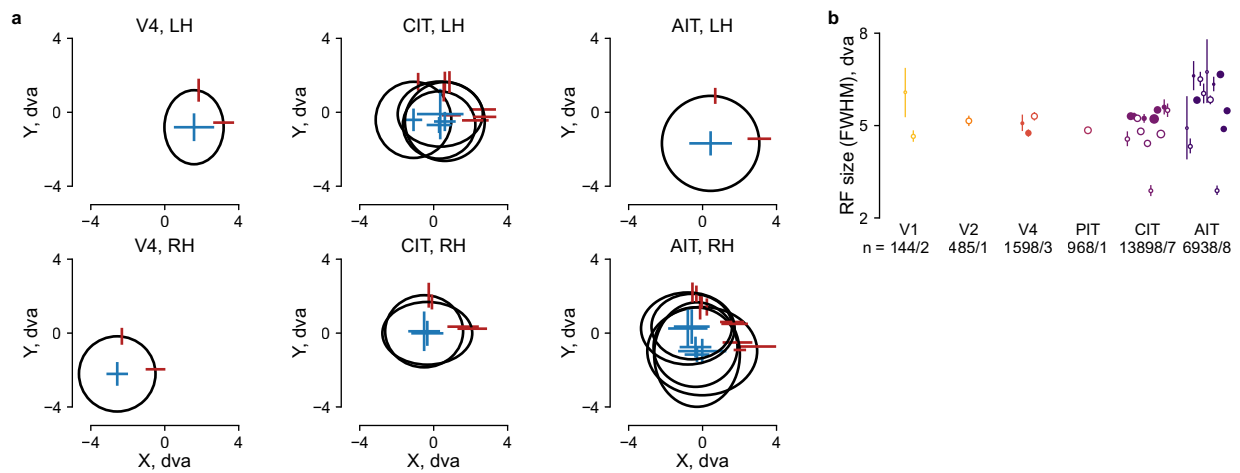 a
V4, LH
CIT, LH
AIT, LH
4
0
−4
Y, dva
4
0
−4
Y, dva
4
0
−4
Y, dva
−4 0 4
−4 0 4
−4 0 4
V4, RH
CIT, RH
AIT, RH
4
0
−4
Y, dva
4
0
−4
Y, dva
4
0
−4
Y, dva
−4 0 4
−4 0 4
−4 0 4
X, dva
X, dva
X, dva
b
RF size (FWHM), dva
8
5
2
V1 V2 V4 PIT CIT AIT
n = 144/2 485/1 1598/3 968/1 13898/7 6938/8